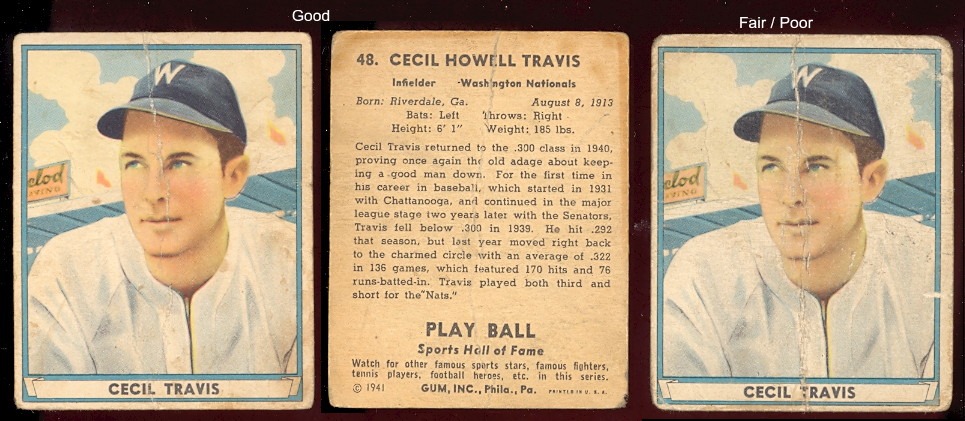 Good
48. CECIL HOWELL TRAVIS
Infielder -Washington Nationals
Born: Riverdale, Ga. August 8, 1913
Bats: Left Throws: Right
Height: 6' 1" Weight: 185 lbs.
Cecil Travis returned to the .300 class in 1940,
proving once again the old adage about keep-
ing a good man down. For the first time in
his career in baseball, which started in 1931
with Chattanooga, and continued in the major
league stage two years later with the Senators,
Travis fell below .300 in 1939. He hit .292
that season, but last year moved right back
to the charmed circle with an average of .322
in 136 games, which featured 170 hits and 76
runs-batted-in. Travis played both third and
short for the "Nats."
PLAY BALL
Sports Hall of Fame
Watch for other famous sports stars, famous fighters,
tennis players, football heroes, etc. in this series.
© 1941 GUM, INC., Phila., Pa. PRINTED IN U. S. A.
W
elod
CECIL TRAVIS
Fair / Poor
W
elod
CECIL TRAVIS